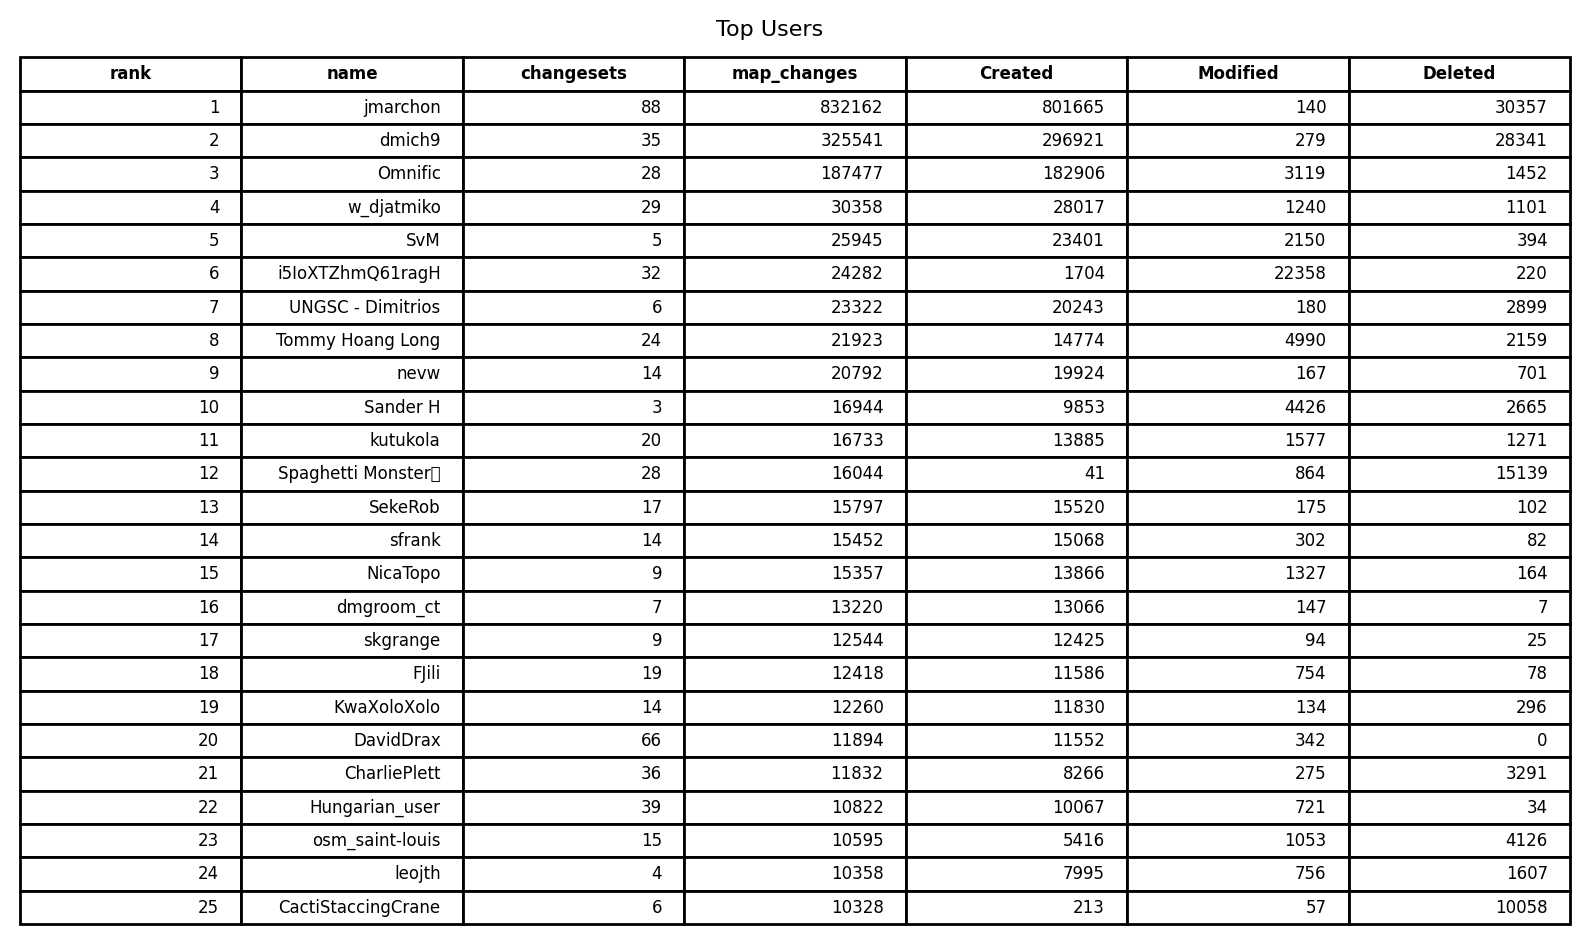 Top Users
rank name changesets map_changes Created Modified Deleted
1 jmarchon 88 832162 801665 140 30357
2 dmich9 35 325541 296921 279 28341
3 Omnific 28 187477 182906 3119 1452
4 w_djatmiko 29 30358 28017 1240 1101
5 SvM 5 25945 23401 2150 394
6 i5IoXTZhmQ61ragH 32 24282 1704 22358 220
7 UNGSC - Dimitrios 6 23322 20243 180 2899
8 Tommy Hoang Long 24 21923 14774 4990 2159
9 nevw 14 20792 19924 167 701
10 Sander H 3 16944 9853 4426 2665
11 kutukola 20 16733 13885 1577 1271
12 Spaghetti Monster 28 16044 41 864 15139
13 SekeRob 17 15797 15520 175 102
14 sfrank 14 15452 15068 302 82
15 NicaTopo 9 15357 13866 1327 164
16 dmgroom_ct 7 13220 13066 147 7
17 skgrange 9 12544 12425 94 25
18 FJili 19 12418 11586 754 78
19 KwaXoloXolo 14 12260 11830 134 296
20 DavidDrax 66 11894 11552 342 0
21 CharliePlett 36 11832 8266 275 3291
22 Hungarian_user 39 10822 10067 721 34
23 osm_saint-louis 15 10595 5416 1053 4126
24 leojth 4 10358 7995 756 1607
25 CactiStaccingCrane 6 10328 213 57 10058